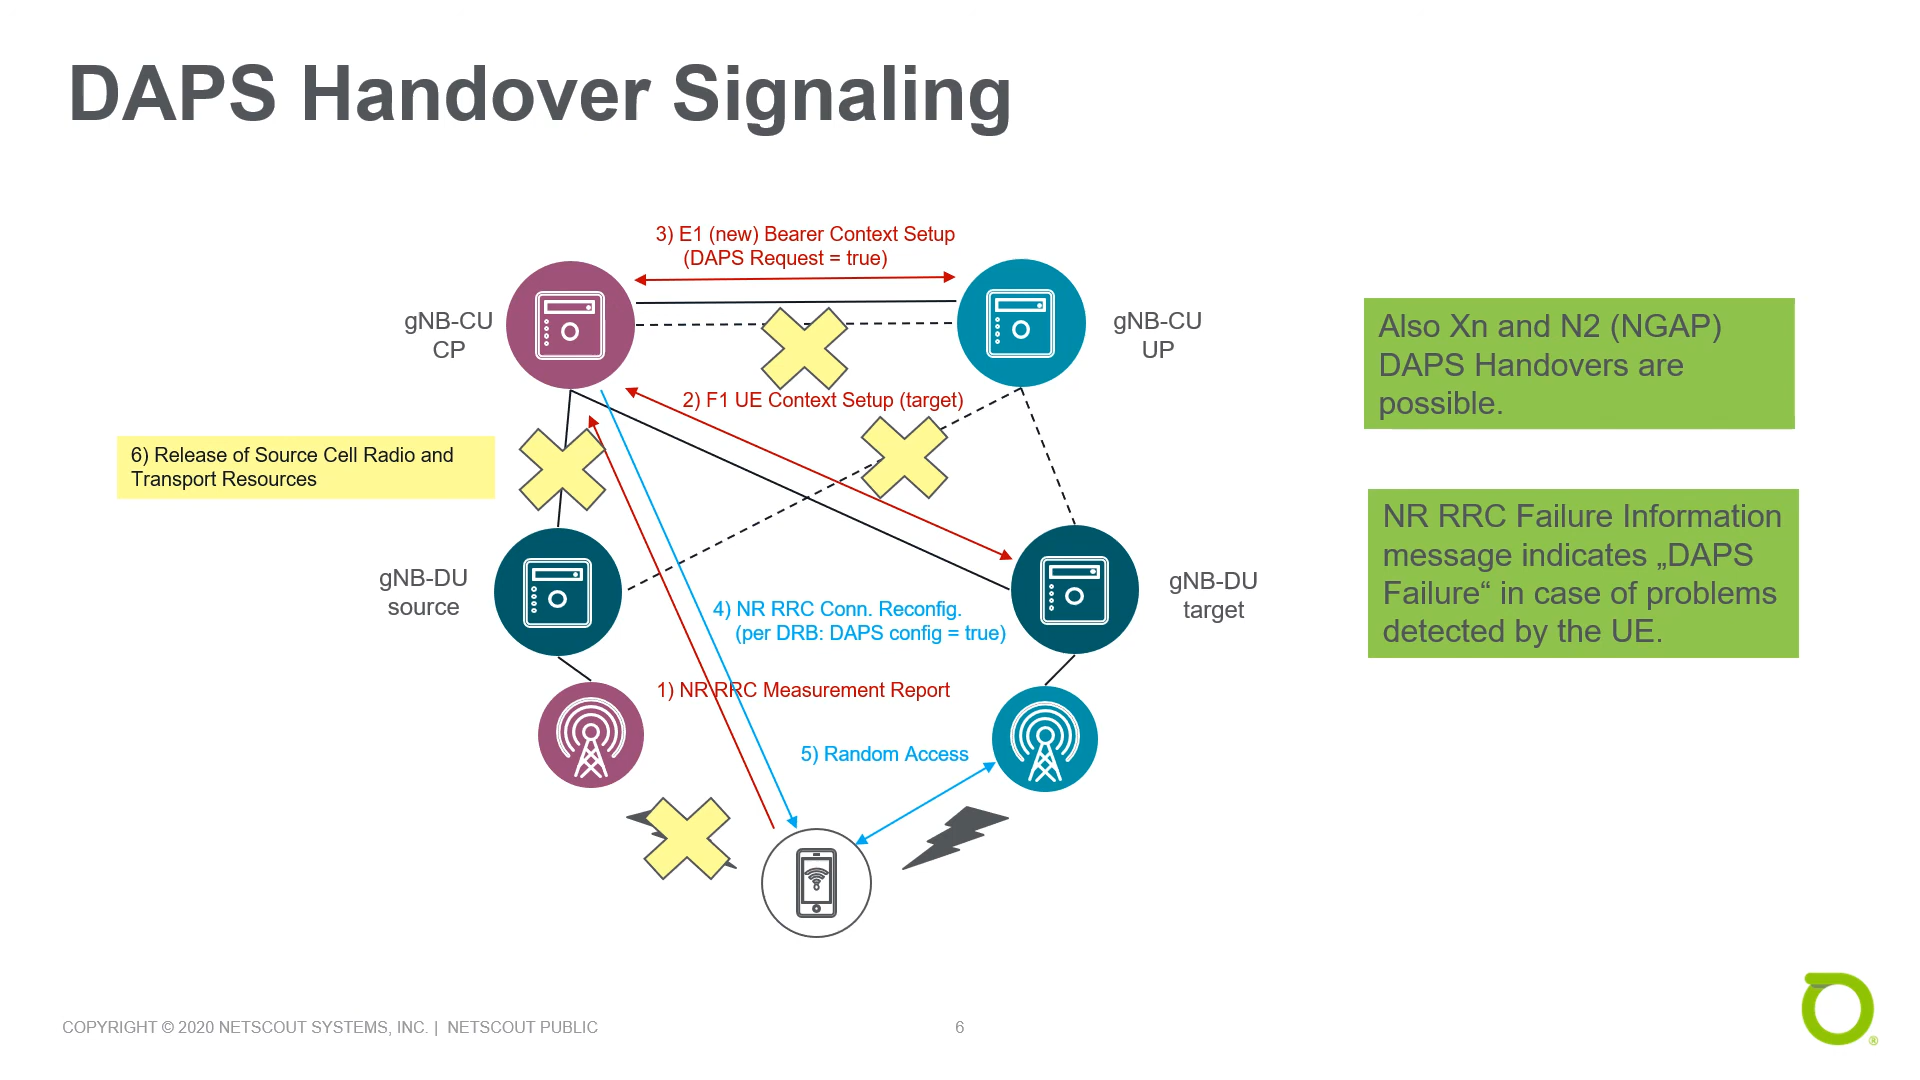 DAPS Handover Signaling
3) E1 (new) Bearer Context Setup
(DAPS Request = true)
gNB-CU
CP
gNB-CU
UP
Also Xn and N2 (NGAP)
DAPS Handovers are
possible.
2) F1 UE Context Setup (target)
6) Release of Source Cell Radio and
Transport Resources
NR RRC Failure Information
message indicates „DAPS
Failure“ in case of problems
detected by the UE.
gNB-DU
source
gNB-DU
target
4) NR RRC Conn. Reconfig.
(per DRB: DAPS config = true)
1) NR RRC Measurement Report
5) Random Access
COPYRIGHT © 2020 NETSCOUT SYSTEMS, INC. | NETSCOUT PUBLIC
6
®